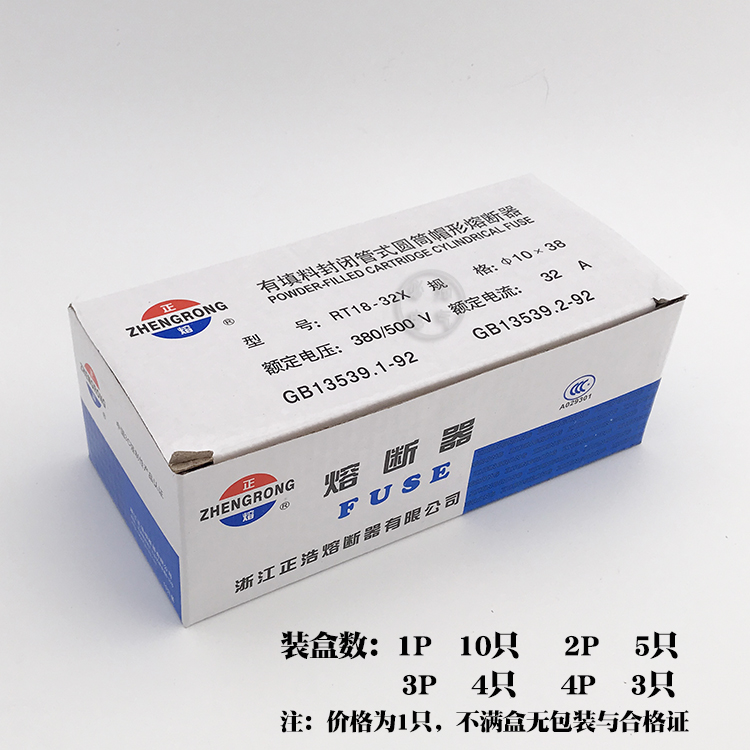 有填料封闭管式圆筒帽形熔断器
POWDER-FILLED CARTRIDGE CYLINDRICAL FUSE
型 号: RT18-32X 规 格: Φ10×38
额定电压: 380/500 V 额定电流: 32 A
GB13539.1-92 GB13539.2-92
正
ZHENGRONG
熔
®
CCC
A029301
熔断器
FUSE
正
ZHENGRONG
熔
®
浙江正浩熔断器有限公司
装盒数: 1P 10只 2P 5只
3P 4只 4P 3只
注: 价格为1只, 不满盒无包装与合格证